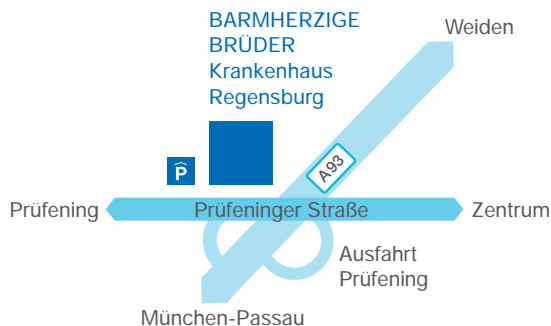 BARMHERZIGE
BRÜDER
Krankenhaus
Regensburg
Weiden
A93
P
Prüfening
Prüfeninger Straße
Zentrum
Ausfahrt
Prüfening
München-Passau